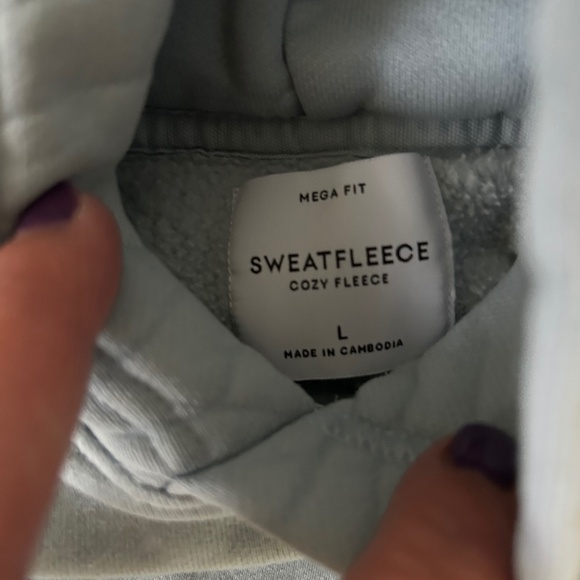 MEGA FIT
SWEATFLEECE
COZY FLEECE
L
MADE IN CAMBODIA